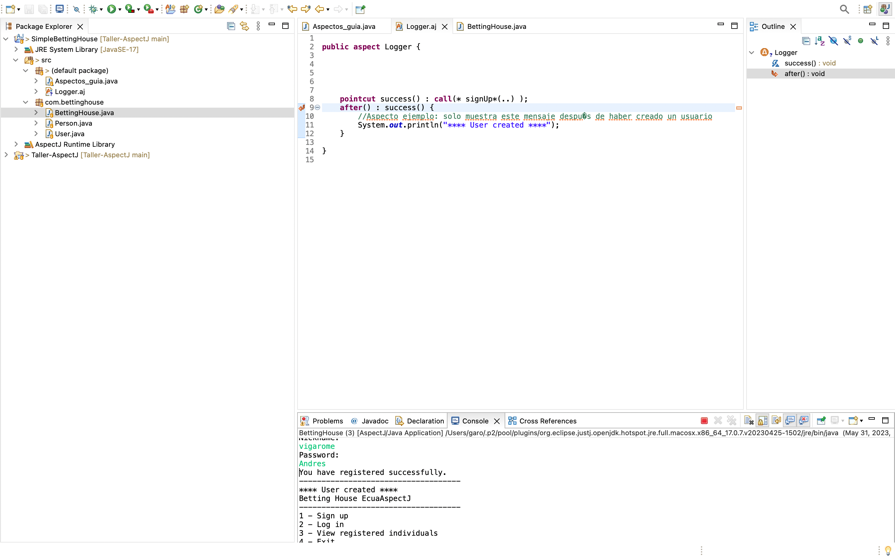 Package Explorer
SimpleBettingHouse [Taller-AspectJ main]
JRE System Library [JavaSE-17]
src
(default package)
Aspectos_guia.java
Logger.aj
com.bettinghouse
BettingHouse.java
Person.java
User.java
AspectJ Runtime Library
Taller-AspectJ [Taller-AspectJ main]
Aspectos_guia.java
Logger.aj
BettingHouse.java
1
2 public aspect Logger {
3
4
5
6
7
8 pointcut success() : call(* signUp*(..) );
9 after() : success() {
10 //Aspecto ejemplo: solo muestra este mensaje despu�s de haber creado un usuario
11 System.out.println("**** User created ****");
12 }
13
14 }
15
Outline
Logger
success() : void
after() : void
Problems
Javadoc
Declaration
Console
Cross References
BettingHouse (3) [AspectJ/Java Application] /Users/garo/.p2/pool/plugins/org.eclipse.justj.openjdk.hotspot.jre.full.macosx.x86_64_17.0.7.v20230425-1502/jre/bin/java (May 31, 2023,
Nickname:
vigarome
Password:
Andres
You have registered successfully.
------------------------------------
**** User created ****
Betting House EcuaAspectJ
------------------------------------
1 - Sign up
2 - Log in
3 - View registered individuals
4 - Exit